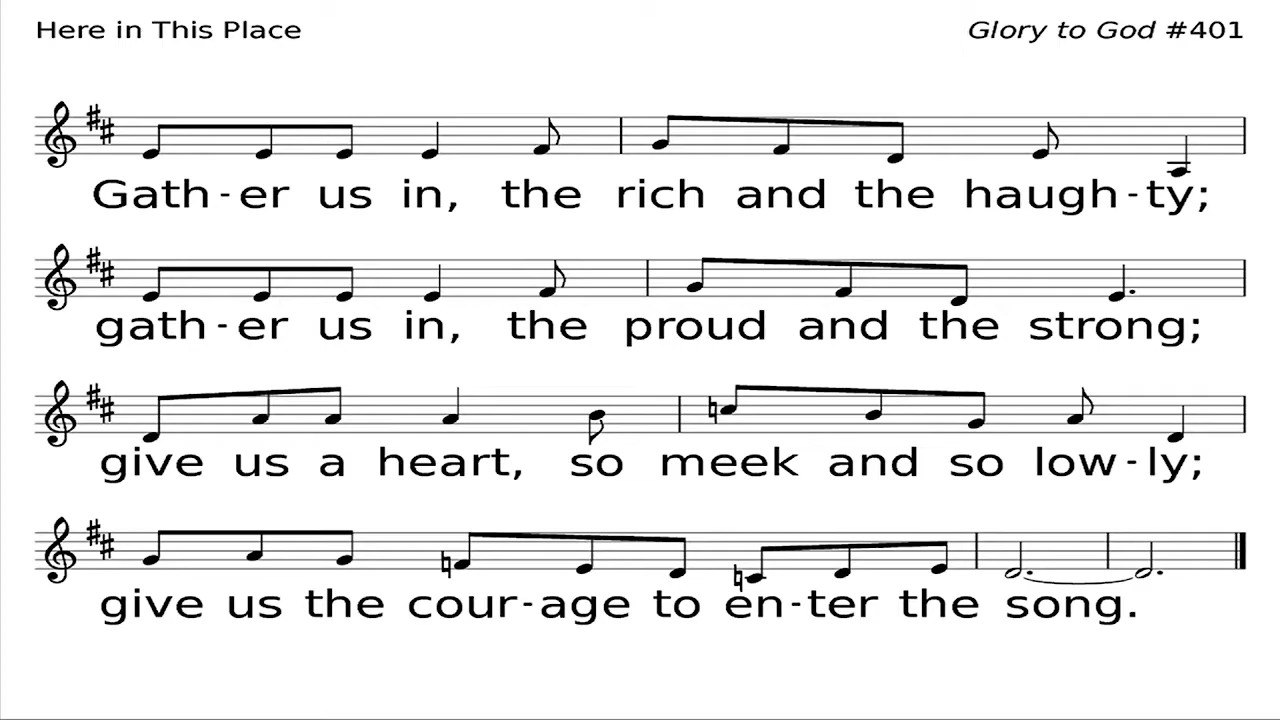 Here in This Place
Glory to God #401
Gath-er us in, the rich and the haugh-ty;
gath-er us in, the proud and the strong;
give us a heart, so meek and so low-ly;
give us the cour-age to en-ter the song.